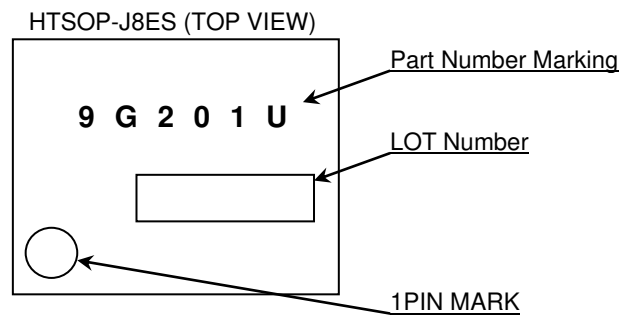 HTSOP-J8ES (TOP VIEW)
Part Number Marking
9 G 2 0 1 U
LOT Number
1PIN MARK